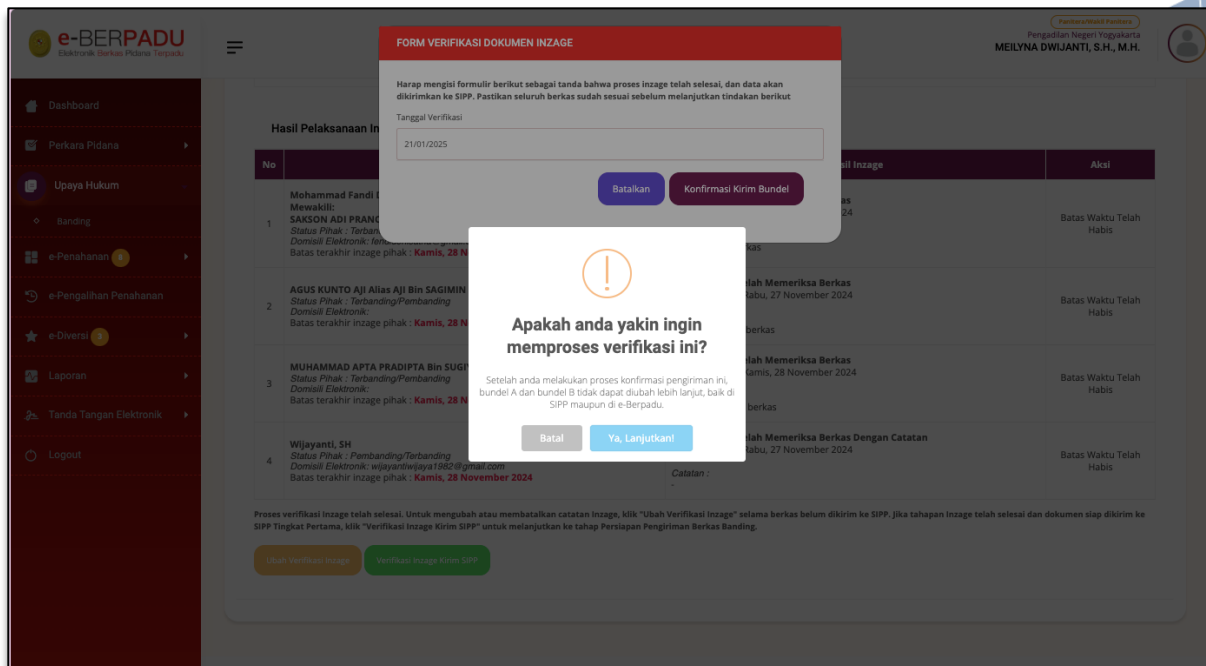 e-BERPADU
Elektronik Berkas Pidana Terpadu
Panitera/Wakil Panitera
Pengadilan Negeri Yogyakarta
MEILYNA DWIJANTI, S.H., M.H.
Dashboard
Perkara Pidana
Upaya Hukum
Banding
e-Penahanan
e-Pengalihan Penahanan
e-Diversi
Laporan
Tanda Tangan Elektronik
Logout
FORM VERIFIKASI DOKUMEN INZAGE
Harap mengisi formulir berikut sebagai tanda bahwa proses inzage telah selesai, dan data akan
dikirimkan ke SIPP. Pastikan seluruh berkas sudah sesuai sebelum melanjutkan tindakan berikut
Tanggal Verifikasi
21/01/2025
Batalkan
Konfirmasi Kirim Bundel
Apakah anda yakin ingin
memproses verifikasi ini?
Setelah anda melakukan proses konfirmasi pengiriman ini,
bundel A dan bundel B tidak dapat diubah lebih lanjut, baik di
SIPP maupun di e-Berpadu.
Batal
Ya, Lanjutkan!
Hasil Pelaksanaan
No
Inzage
Aksi
1
Mohammad Fandi
Mewakili:
SAKSON ADI
Status Pihak :
Domisili Elektronik:
Batas terakhir inzage pihak : Kamis, 28
24
Batas Waktu Telah
Habis
2
AGUS KUNTO AJI Alias AJI Bin SAGIMIN
Status Pihak : Terbanding/Pembanding
Domisili Elektronik:
Batas terakhir inzage pihak : Kamis, 28
Memeriksa Berkas
27 November 2024
berkas
Batas Waktu Telah
Habis
3
MUHAMMAD APTA PRADIPTA Bin
Status Pihak : Terbanding/Pembanding
Domisili Elektronik:
Batas terakhir inzage pihak : Kamis, 28
Memeriksa Berkas
28 November 2024
berkas
Batas Waktu Telah
Habis
4
Wijayanti, SH
Status Pihak : Pembanding/Terbanding
Domisili Elektronik: wijayantiwijaya1982@gmail.com
Batas terakhir inzage pihak : Kamis, 28 November 2024
Memeriksa Berkas Dengan Catatan
27 November 2024
Catatan :
-
Batas Waktu Telah
Habis
Proses verifikasi Inzage telah selesai. Untuk mengubah atau membatalkan catatan Inzage, klik "Ubah Verifikasi Inzage" selama berkas belum dikirim ke SIPP. Jika tahapan Inzage telah selesai dan dokumen siap dikirim ke
SIPP Tingkat Pertama, klik "Verifikasi Inzage Kirim SIPP" untuk melanjutkan ke tahap Persiapan Pengiriman Berkas Banding.
Ubah Verifikasi Inzage
Verifikasi Inzage Kirim SIPP